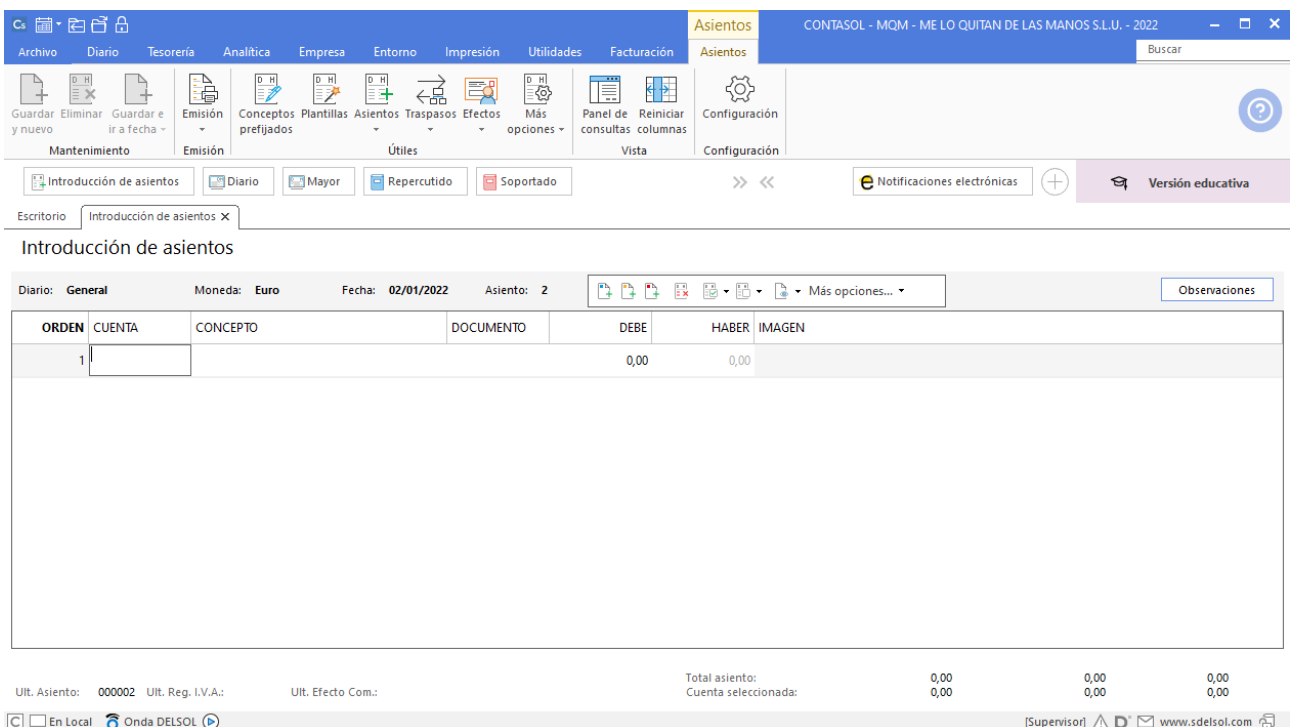 Cs
Asientos
CONTASOL - MQM - ME LO QUITAN DE LAS MANOS S.L.U. - 2022
Archivo Diario Tesorería Analítica Empresa Entorno Impresión Utilidades Facturación Asientos Buscar
Guardar y nuevo
Eliminar
Guardar e ir a fecha
Emisión
Conceptos prefijados
Plantillas
Asientos
Traspasos
Efectos
Más opciones
Panel de consultas
Reiniciar columnas
Configuración
Mantenimiento Emisión Útiles Vista Configuración
Introducción de asientos Diario Mayor Repercutido Soportado Notificaciones electrónicas Versión educativa
Escritorio Introducción de asientos
Introducción de asientos
Diario: General Moneda: Euro Fecha: 02/01/2022 Asiento: 2 Más opciones... Observaciones
ORDEN CUENTA CONCEPTO DOCUMENTO DEBE HABER IMAGEN
1 0,00 0,00
Total asiento: 0,00 0,00 0,00
Ult. Asiento: 000002 Ult. Reg. I.V.A.: Ult. Efecto Com.: Cuenta seleccionada: 0,00 0,00 0,00
C En Local Onda DELSOL [Supervisor] D www.sdelsol.com